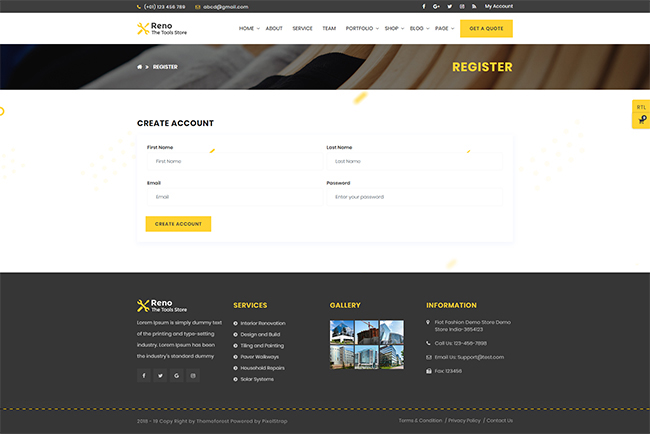 (+01) 123 456 789 abcd@gmail.com My Account
Reno
The Tools Store
HOME ABOUT SERVICE TEAM PORTFOLIO SHOP BLOG PAGE GET A QUOTE
» REGISTER
REGISTER
RTL
CREATE ACCOUNT
First Name Last Name
First Name Last Name
Email Password
Email Enter your password
CREATE ACCOUNT
Reno
The Tools Store
Lorem Ipsum is simply dummy text
of the printing and type-setting
industry. Lorem Ipsum has been
the industry's standard dummy
SERVICES
Interior Renovation
Design and Build
Tiling and Painting
Paver Walkways
Household Repairs
Solar Systems
GALLERY
INFORMATION
Fiot Fashion Demo Store Demo
Store India-3654123
Call Us: 123-456-7898
Email Us: Support@test.com
Fax: 123456
2018 - 19 Copy Right by Themeforest Powered by PixelStrap
Terms & Condition / Privacy Policy / Contact Us